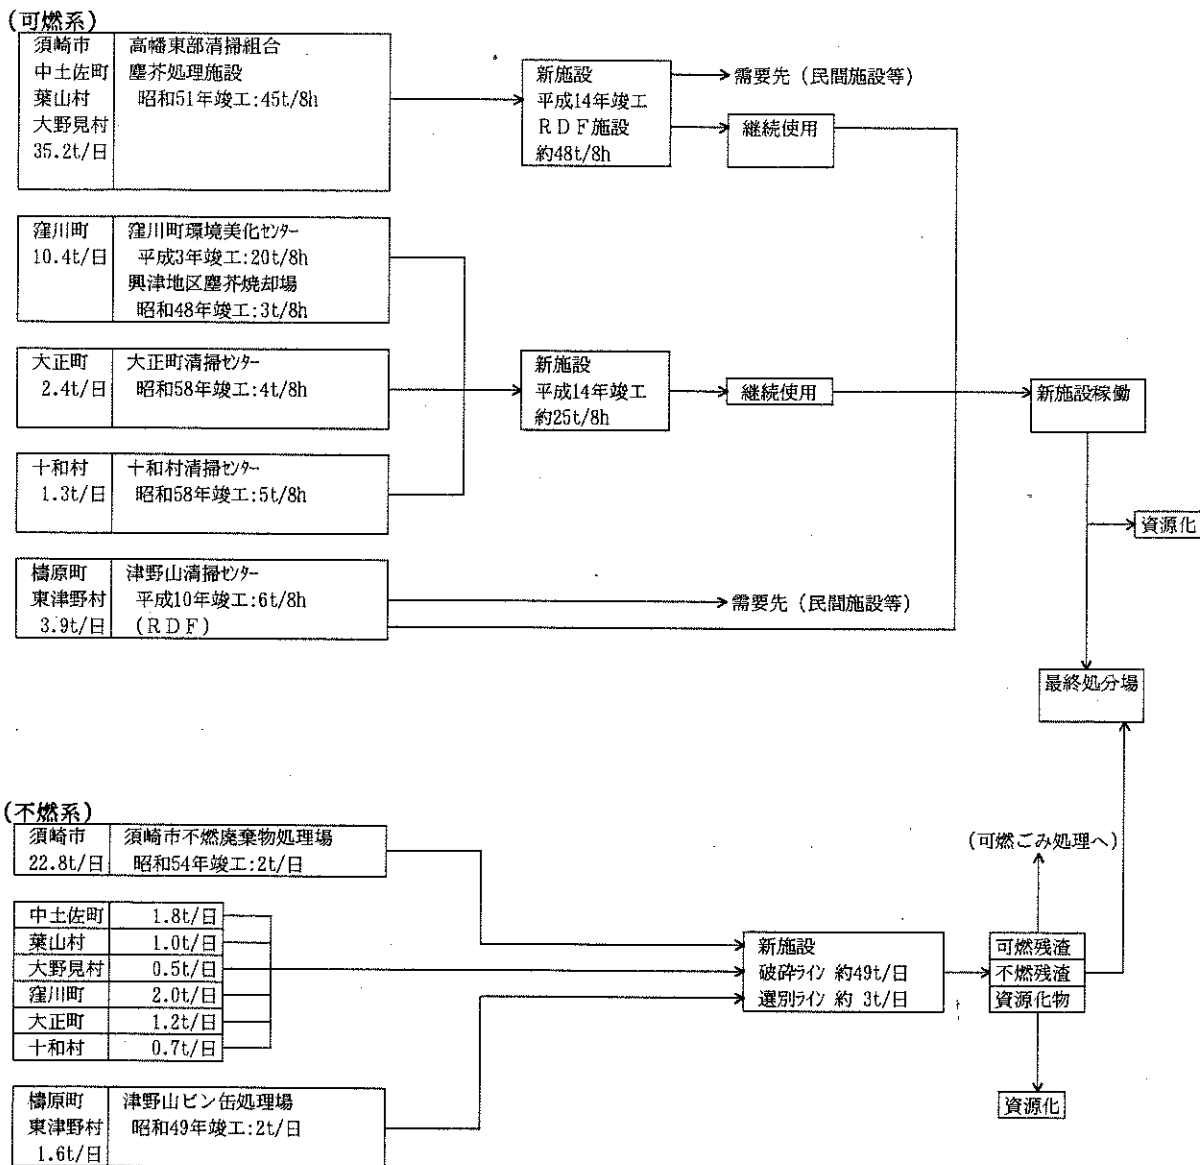 (可燃系)
須崎市 高幡東部清掃組合
中土佐町 塵芥処理施設
葉山村 昭和51年竣工:45t/8h
大野見村
35.2t/日
新施設
平成14年竣工
RDF施設
約48t/8h
需要先(民間施設等)
継続使用
窪川町 窪川町環境美化センター
10.4t/日 平成3年竣工:20t/8h
興津地区塵芥焼却場
昭和48年竣工:3t/8h
大正町 大正町清掃センター
2.4t/日 昭和58年竣工:4t/8h
新施設
平成14年竣工
約25t/8h
継続使用
新施設稼働
十和村 十和村清掃センター
1.3t/日 昭和58年竣工:5t/8h
資源化
檮原町 津野山清掃センター
東津野村 平成10年竣工:6t/8h
3.9t/日 (RDF)
需要先(民間施設等)
最終処分場
(不燃系)
須崎市 須崎市不燃廃棄物処理場
22.8t/日 昭和54年竣工:2t/日
(可燃ごみ処理へ)
中土佐町 1.8t/日
葉山村 1.0t/日
大野見村 0.5t/日
窪川町 2.0t/日
大正町 1.2t/日
十和村 0.7t/日
新施設
破砕ライン 約49t/日
選別ライン 約 3t/日
可燃残渣
不燃残渣
資源化物
資源化
檮原町 津野山ビン缶処理場
東津野村 昭和49年竣工:2t/日
1.6t/日